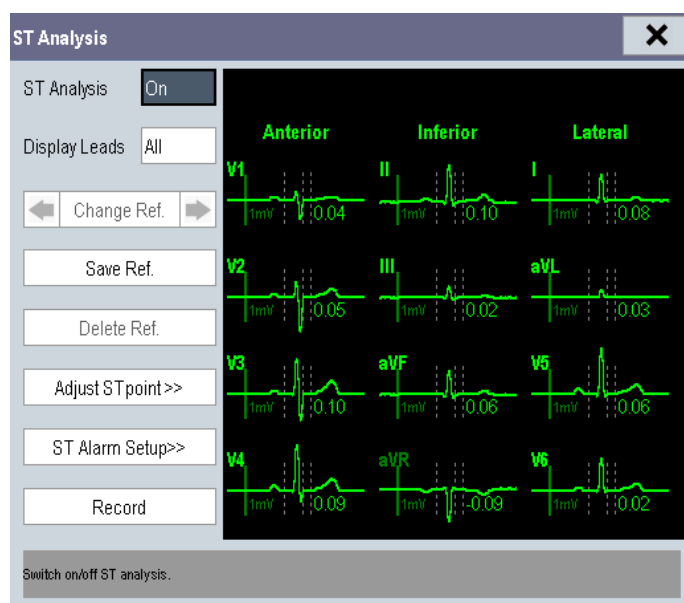 ST Analysis
ST Analysis On
Display Leads All
Change Ref.
Save Ref.
Delete Ref.
Adjust STpoint >>
ST Alarm Setup>>
Record
Anterior Inferior Lateral
V1 II I
1mV 0.04 1mV 0.10 1mV 0.08
V2 III aVL
1mV 0.05 1mV 0.02 1mV 0.03
V3 aVF V5
1mV 0.10 1mV 0.06 1mV 0.06
V4 aVR V6
1mV 0.09 1mV -0.09 1mV 0.02
Switch on/off ST analysis.